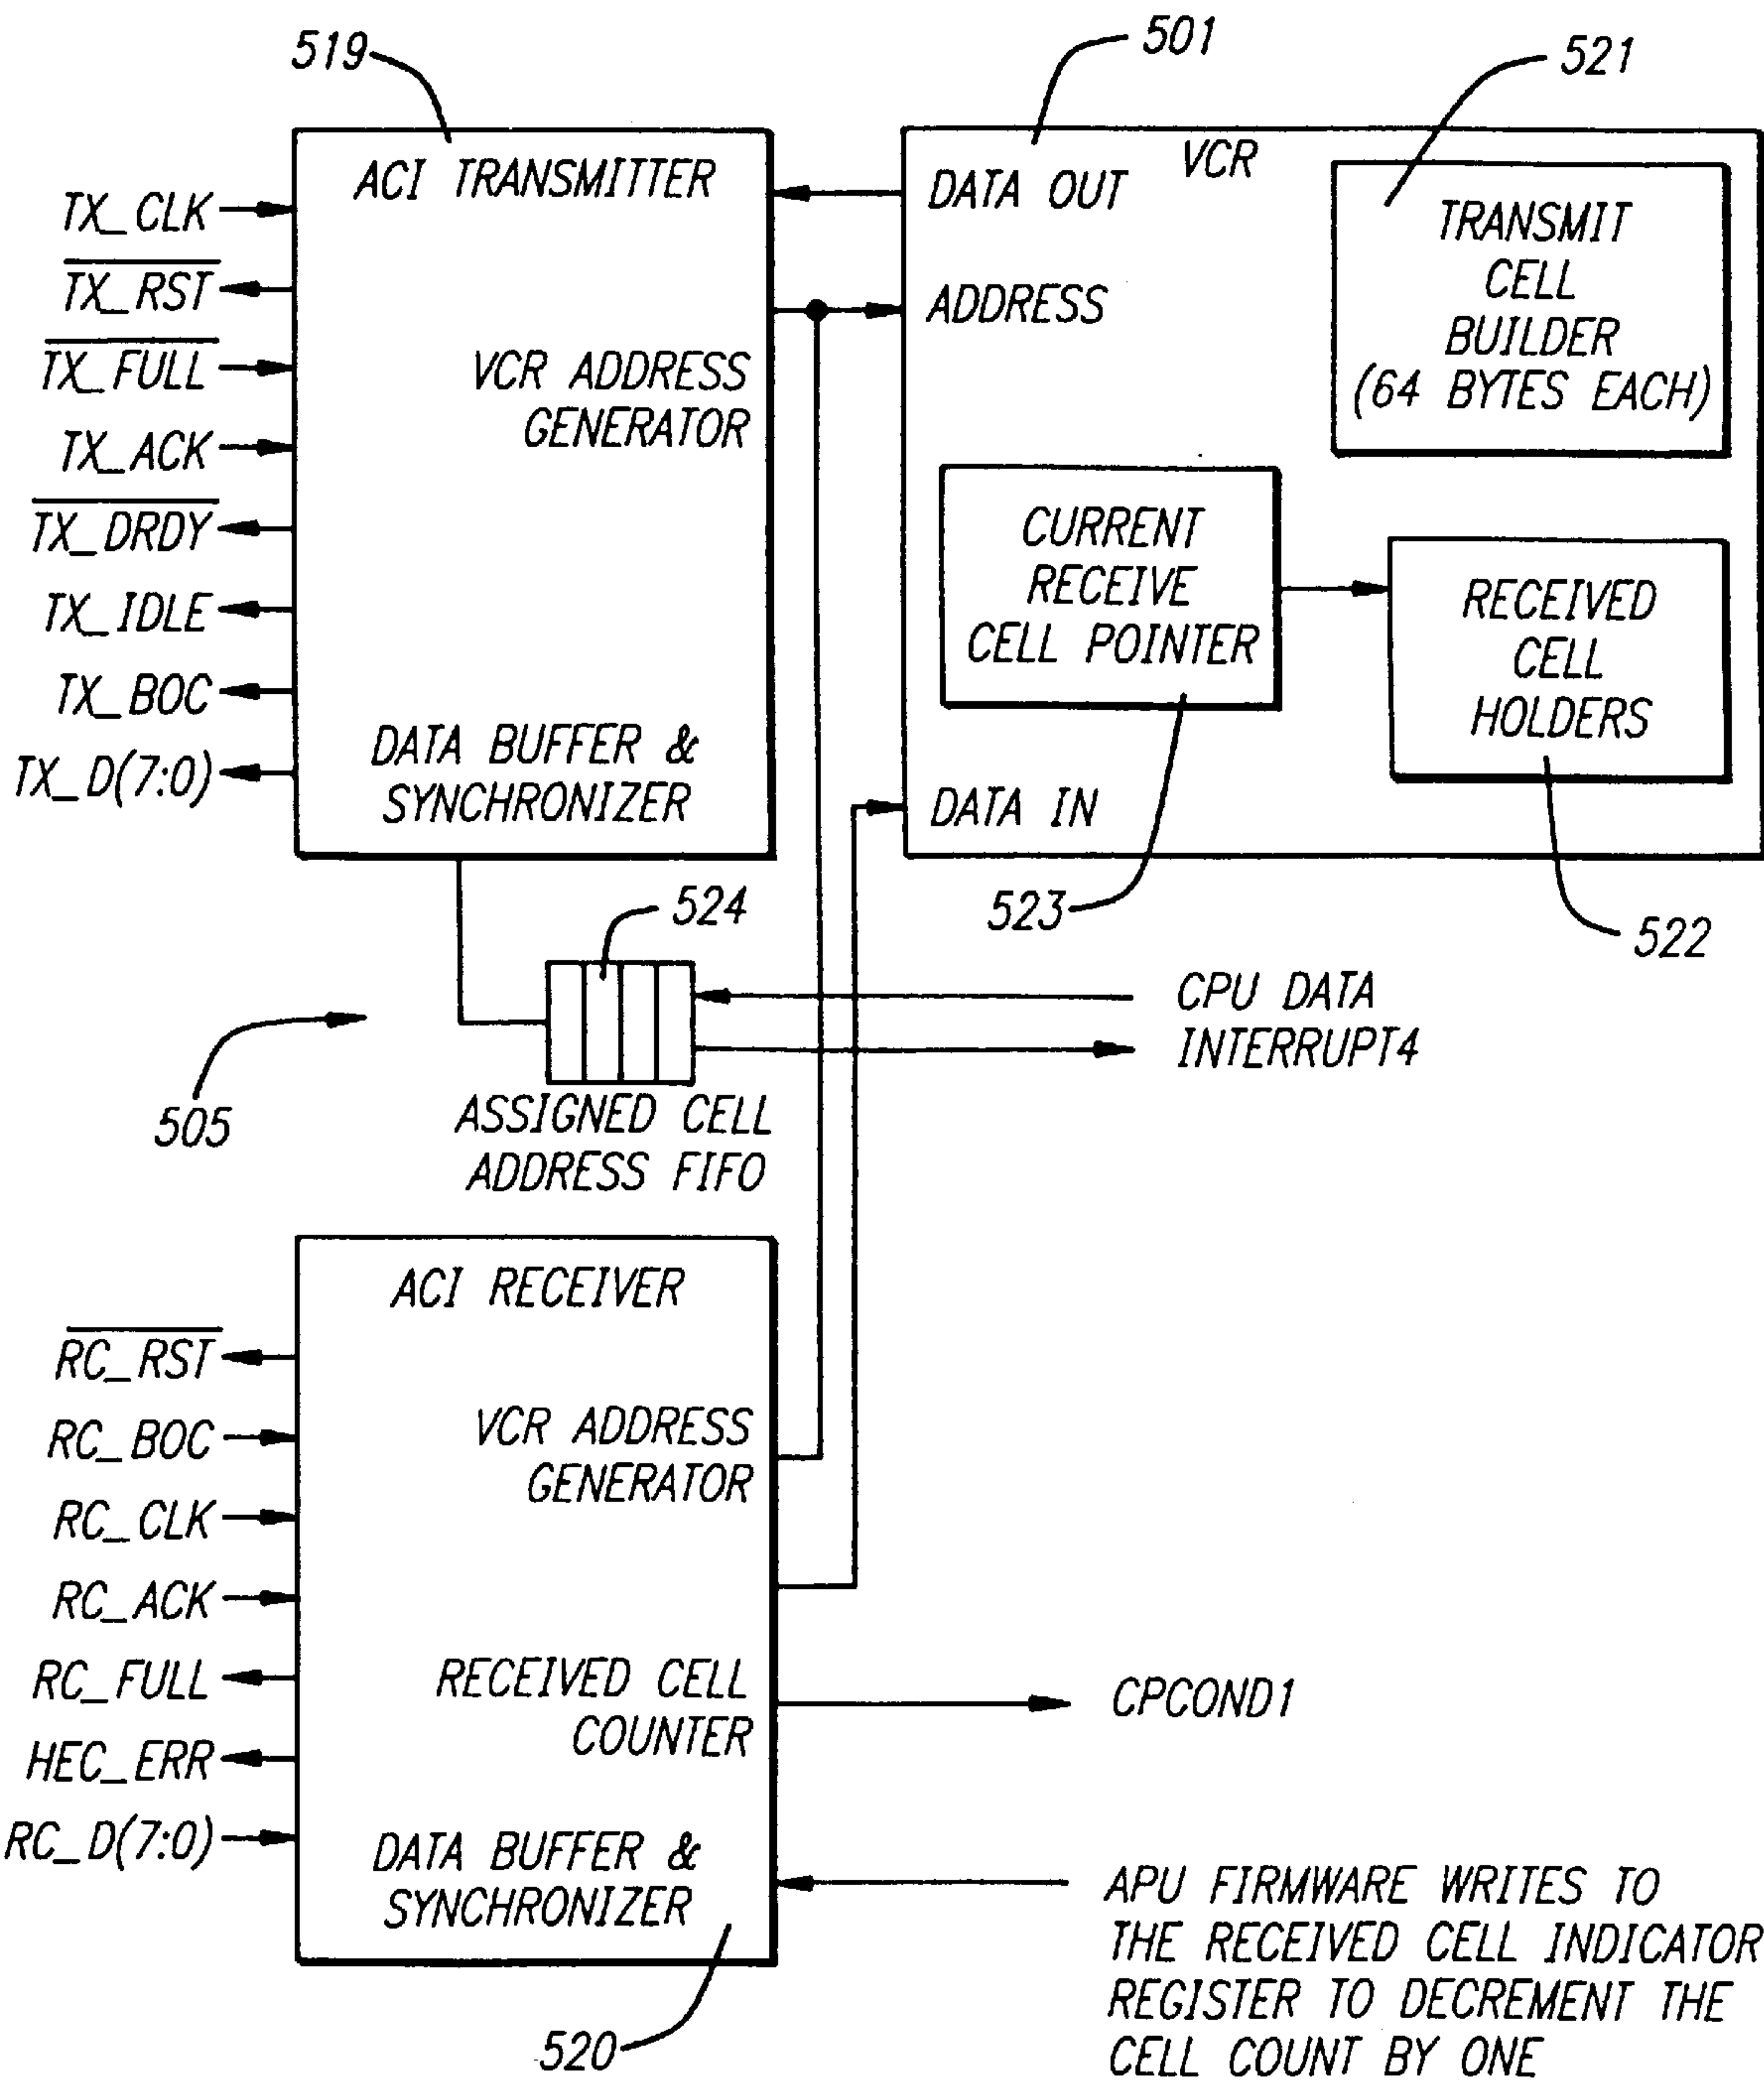 519
501
521
ACI TRANSMITTER
TX_CLK
TX_RST
TX_FULL
TX_ACK
TX_DRDY
TX_IDLE
TX_BOC
TX_D(7:0)
VCR ADDRESS
GENERATOR
DATA BUFFER &
SYNCHRONIZER
VCR
DATA OUT
ADDRESS
DATA IN
TRANSMIT
CELL
BUILDER
(64 BYTES EACH)
CURRENT
RECEIVE
CELL POINTER
RECEIVED
CELL
HOLDERS
523
522
524
505
CPU DATA
INTERRUPT4
ASSIGNED CELL
ADDRESS FIFO
ACI RECEIVER
RC_RST
RC_BOC
RC_CLK
RC_ACK
RC_FULL
HEC_ERR
RC_D(7:0)
VCR ADDRESS
GENERATOR
RECEIVED CELL
COUNTER
DATA BUFFER &
SYNCHRONIZER
CPCOND1
APU FIRMWARE WRITES TO
THE RECEIVED CELL INDICATOR
REGISTER TO DECREMENT THE
CELL COUNT BY ONE
520